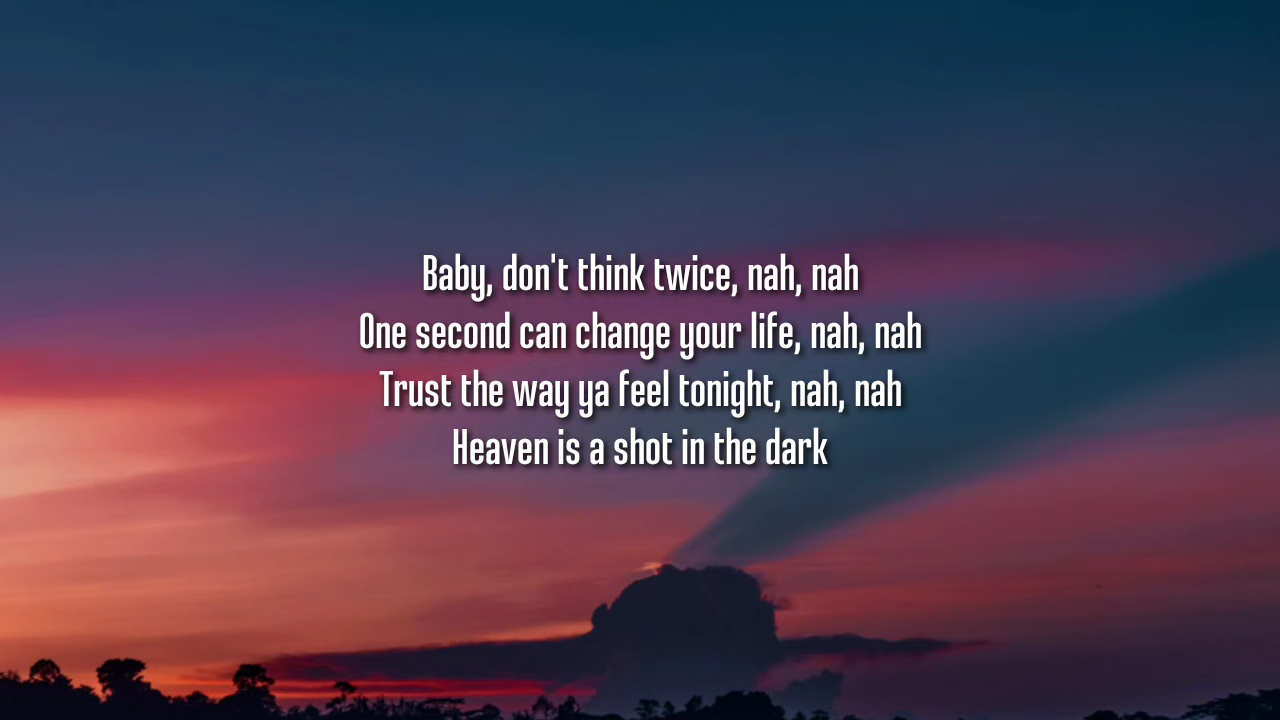 Baby, don't think twice, nah, nah
One second can change your life, nah, nah
Trust the way ya feel tonight, nah, nah
Heaven is a shot in the dark